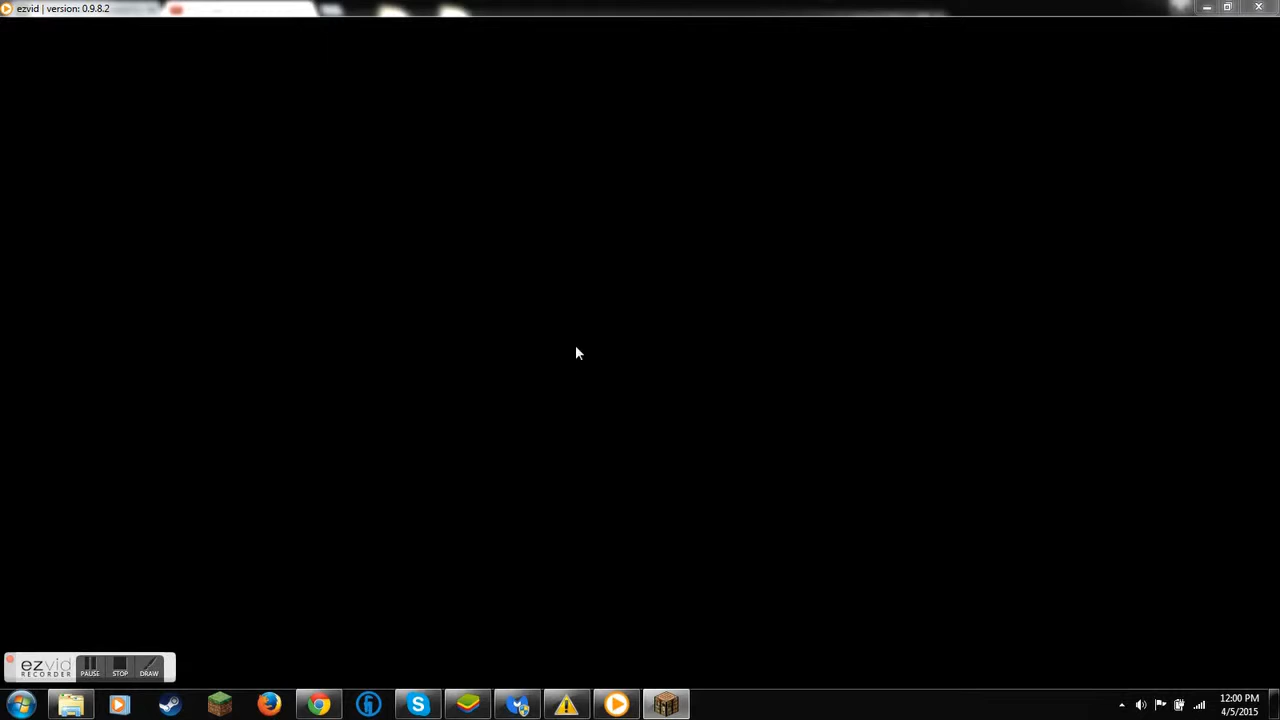 ezvid | version: 0.9.8.2
ezvid
RECORDER
PAUSE
STOP
DRAW
12:00 PM
4/5/2015